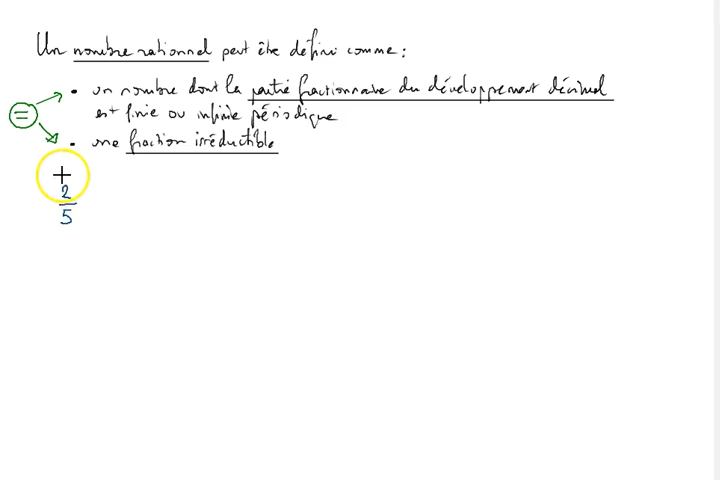 Un nombre rationnel peut être défini comme :
• un nombre dont la partie fractionnaire du développement décimal
est finie ou infinie périodique
=
• une fraction irréductible
2
5